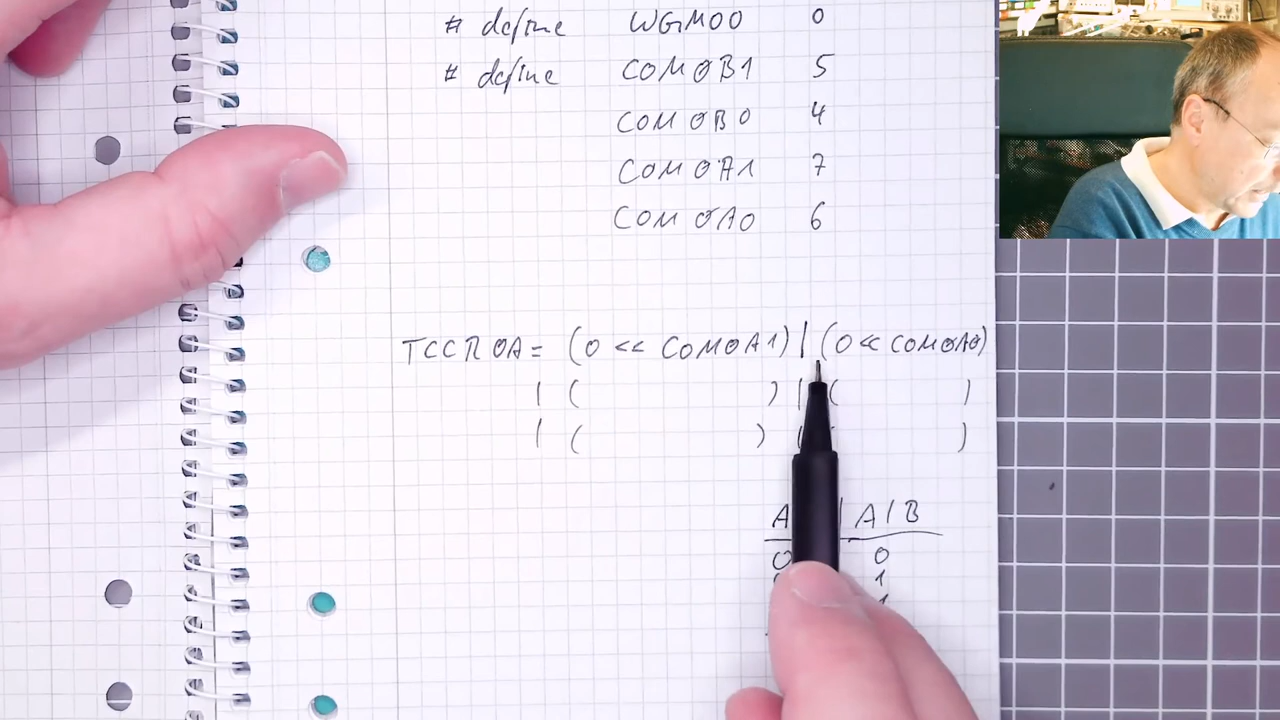 # define WGM00 0
# define COM0B1 5
COM0B0 4
COM0A1 7
COM0A0 6
TCCR0A = (0 << COM0A1) | (0 << COM0A0)
| ( ) | ( )
| ( ) ( )
A | A | B
0 0
1
1